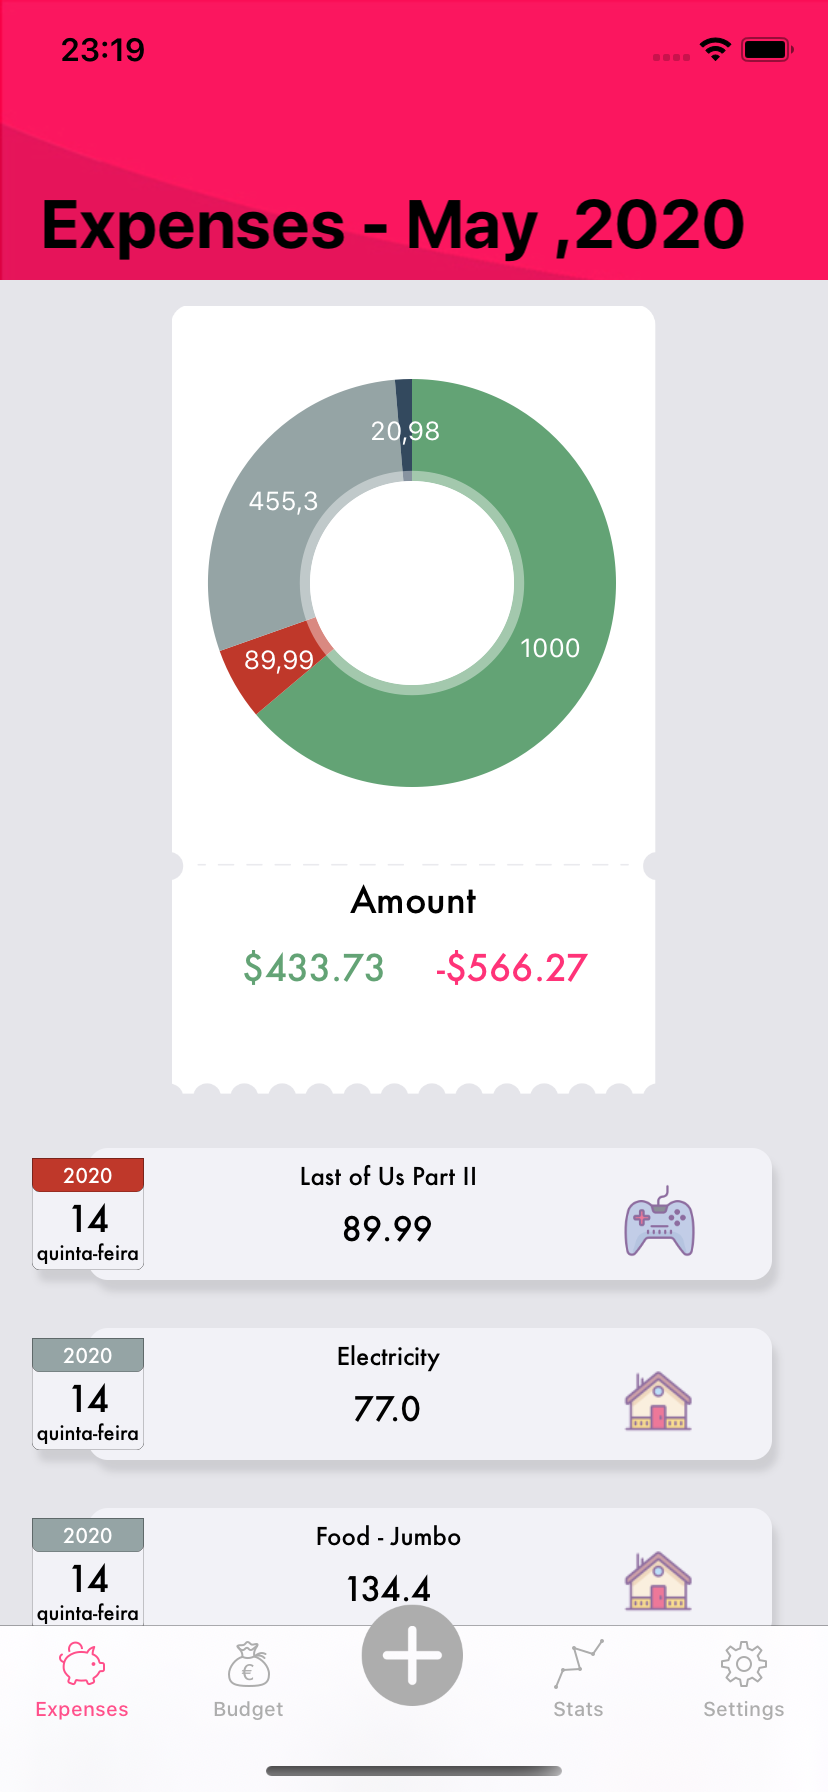 23:19
Expenses - May ,2020
20,98
455,3
1000
89,99
Amount
$433.73 -$566.27
2020
14
quinta-feira
Last of Us Part II
89.99
2020
14
quinta-feira
Electricity
77.0
2020
14
quinta-feira
Food - Jumbo
134.4
Expenses Budget Stats Settings